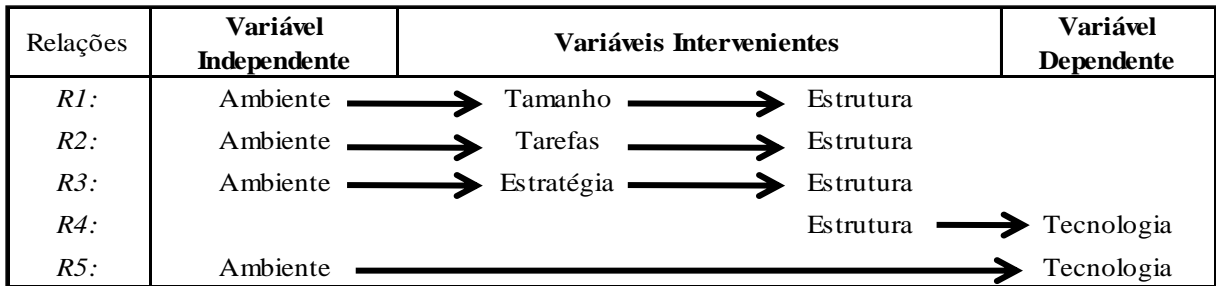 Relações Variável Independente Variáveis Intervenientes Variável Dependente
R1: Ambiente Tamanho Estrutura
R2: Ambiente Tarefas Estrutura
R3: Ambiente Estratégia Estrutura
R4: Estrutura Tecnologia
R5: Ambiente Tecnologia